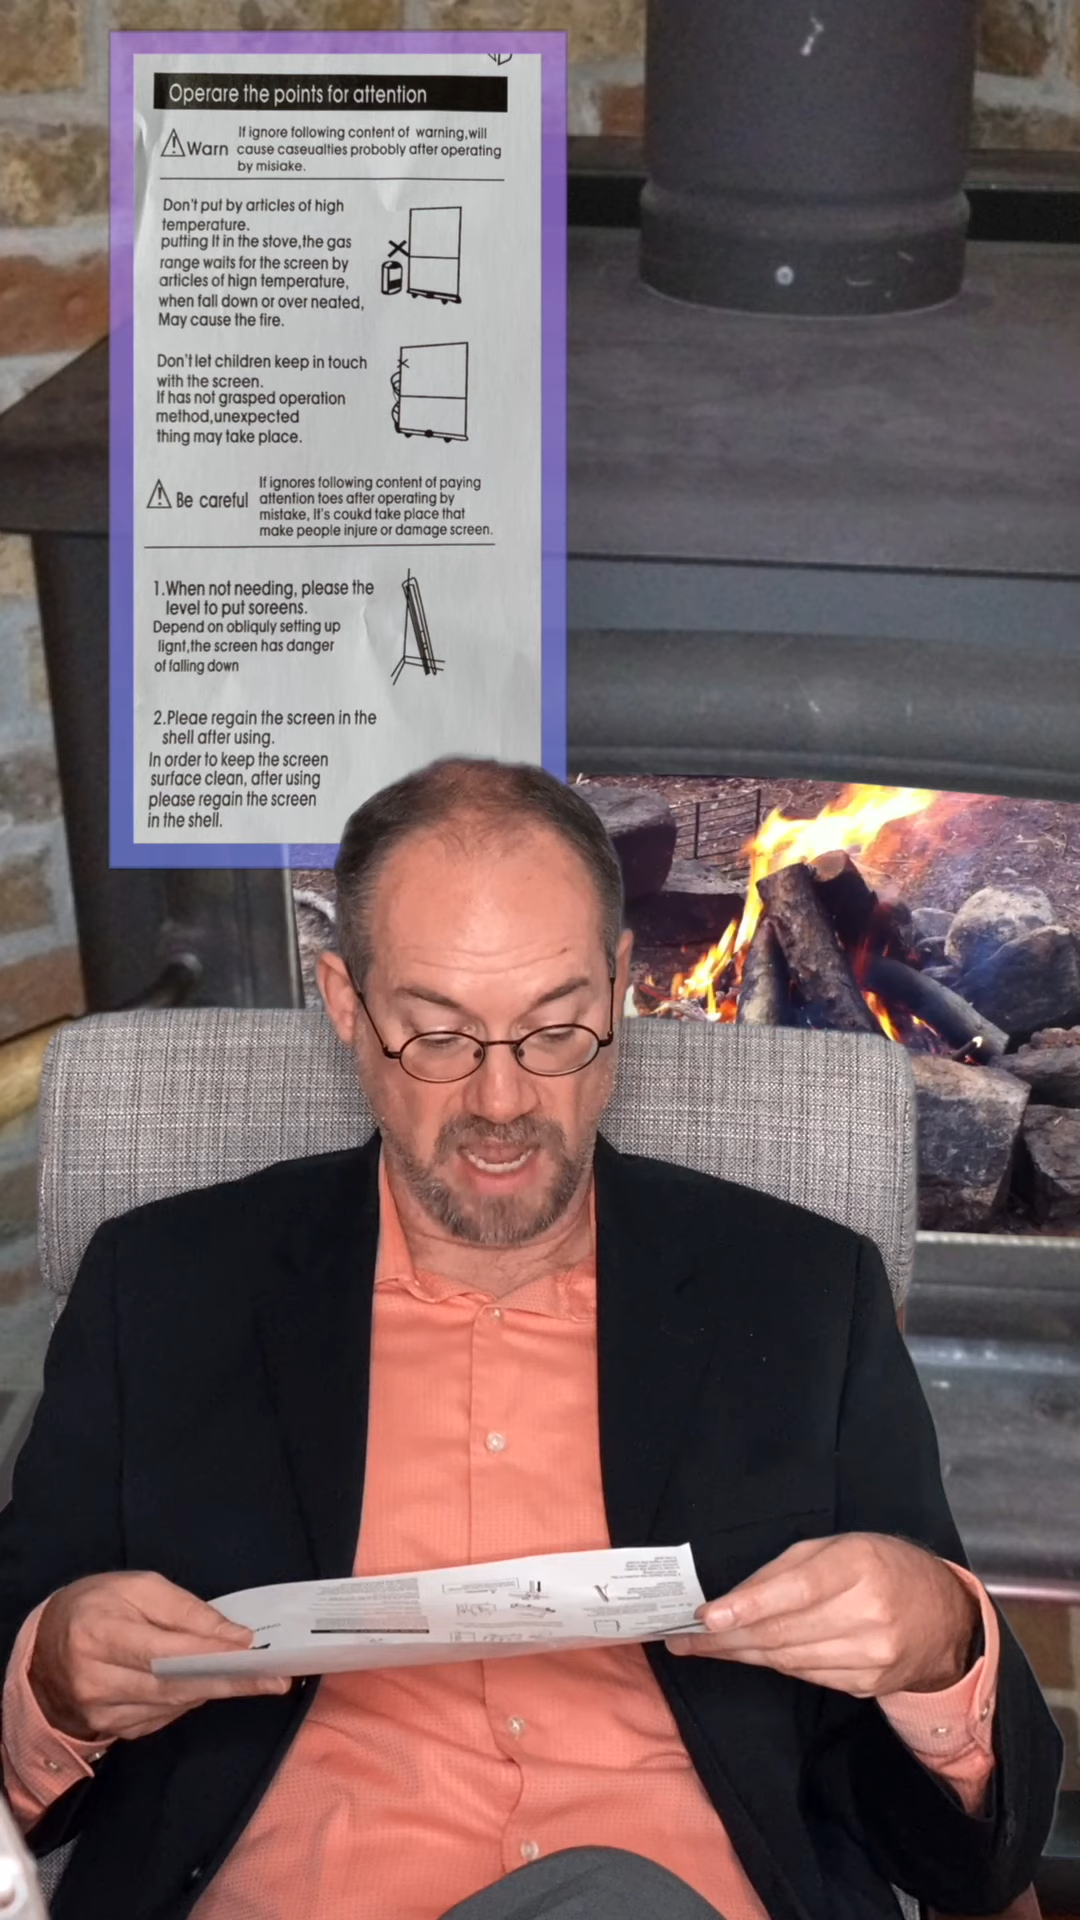 Operare the points for attention
If ignore following content of warning,will
Warn cause caseualties probobly after operating
by misiake.
Don't put by articles of high
temperature.
putting It in the stove,the gas
range waits for the screen by
articles of hign temperature,
when fall down or over neated,
May cause the fire.
Don't let children keep in touch
with the screen.
If has not grasped operation
method,unexpected
thing may take place.
If ignores following content of paying
Be careful attention toes after operating by
mistake, It's coukd take place that
make people injure or damage screen.
1.When not needing, please the
level to put soreens.
Depend on obliquly setting up
lignt,the screen has danger
of falling down
2.Pleae regain the screen in the
shell after using.
In order to keep the screen
surface clean, after using
please regain the screen
in the shell.